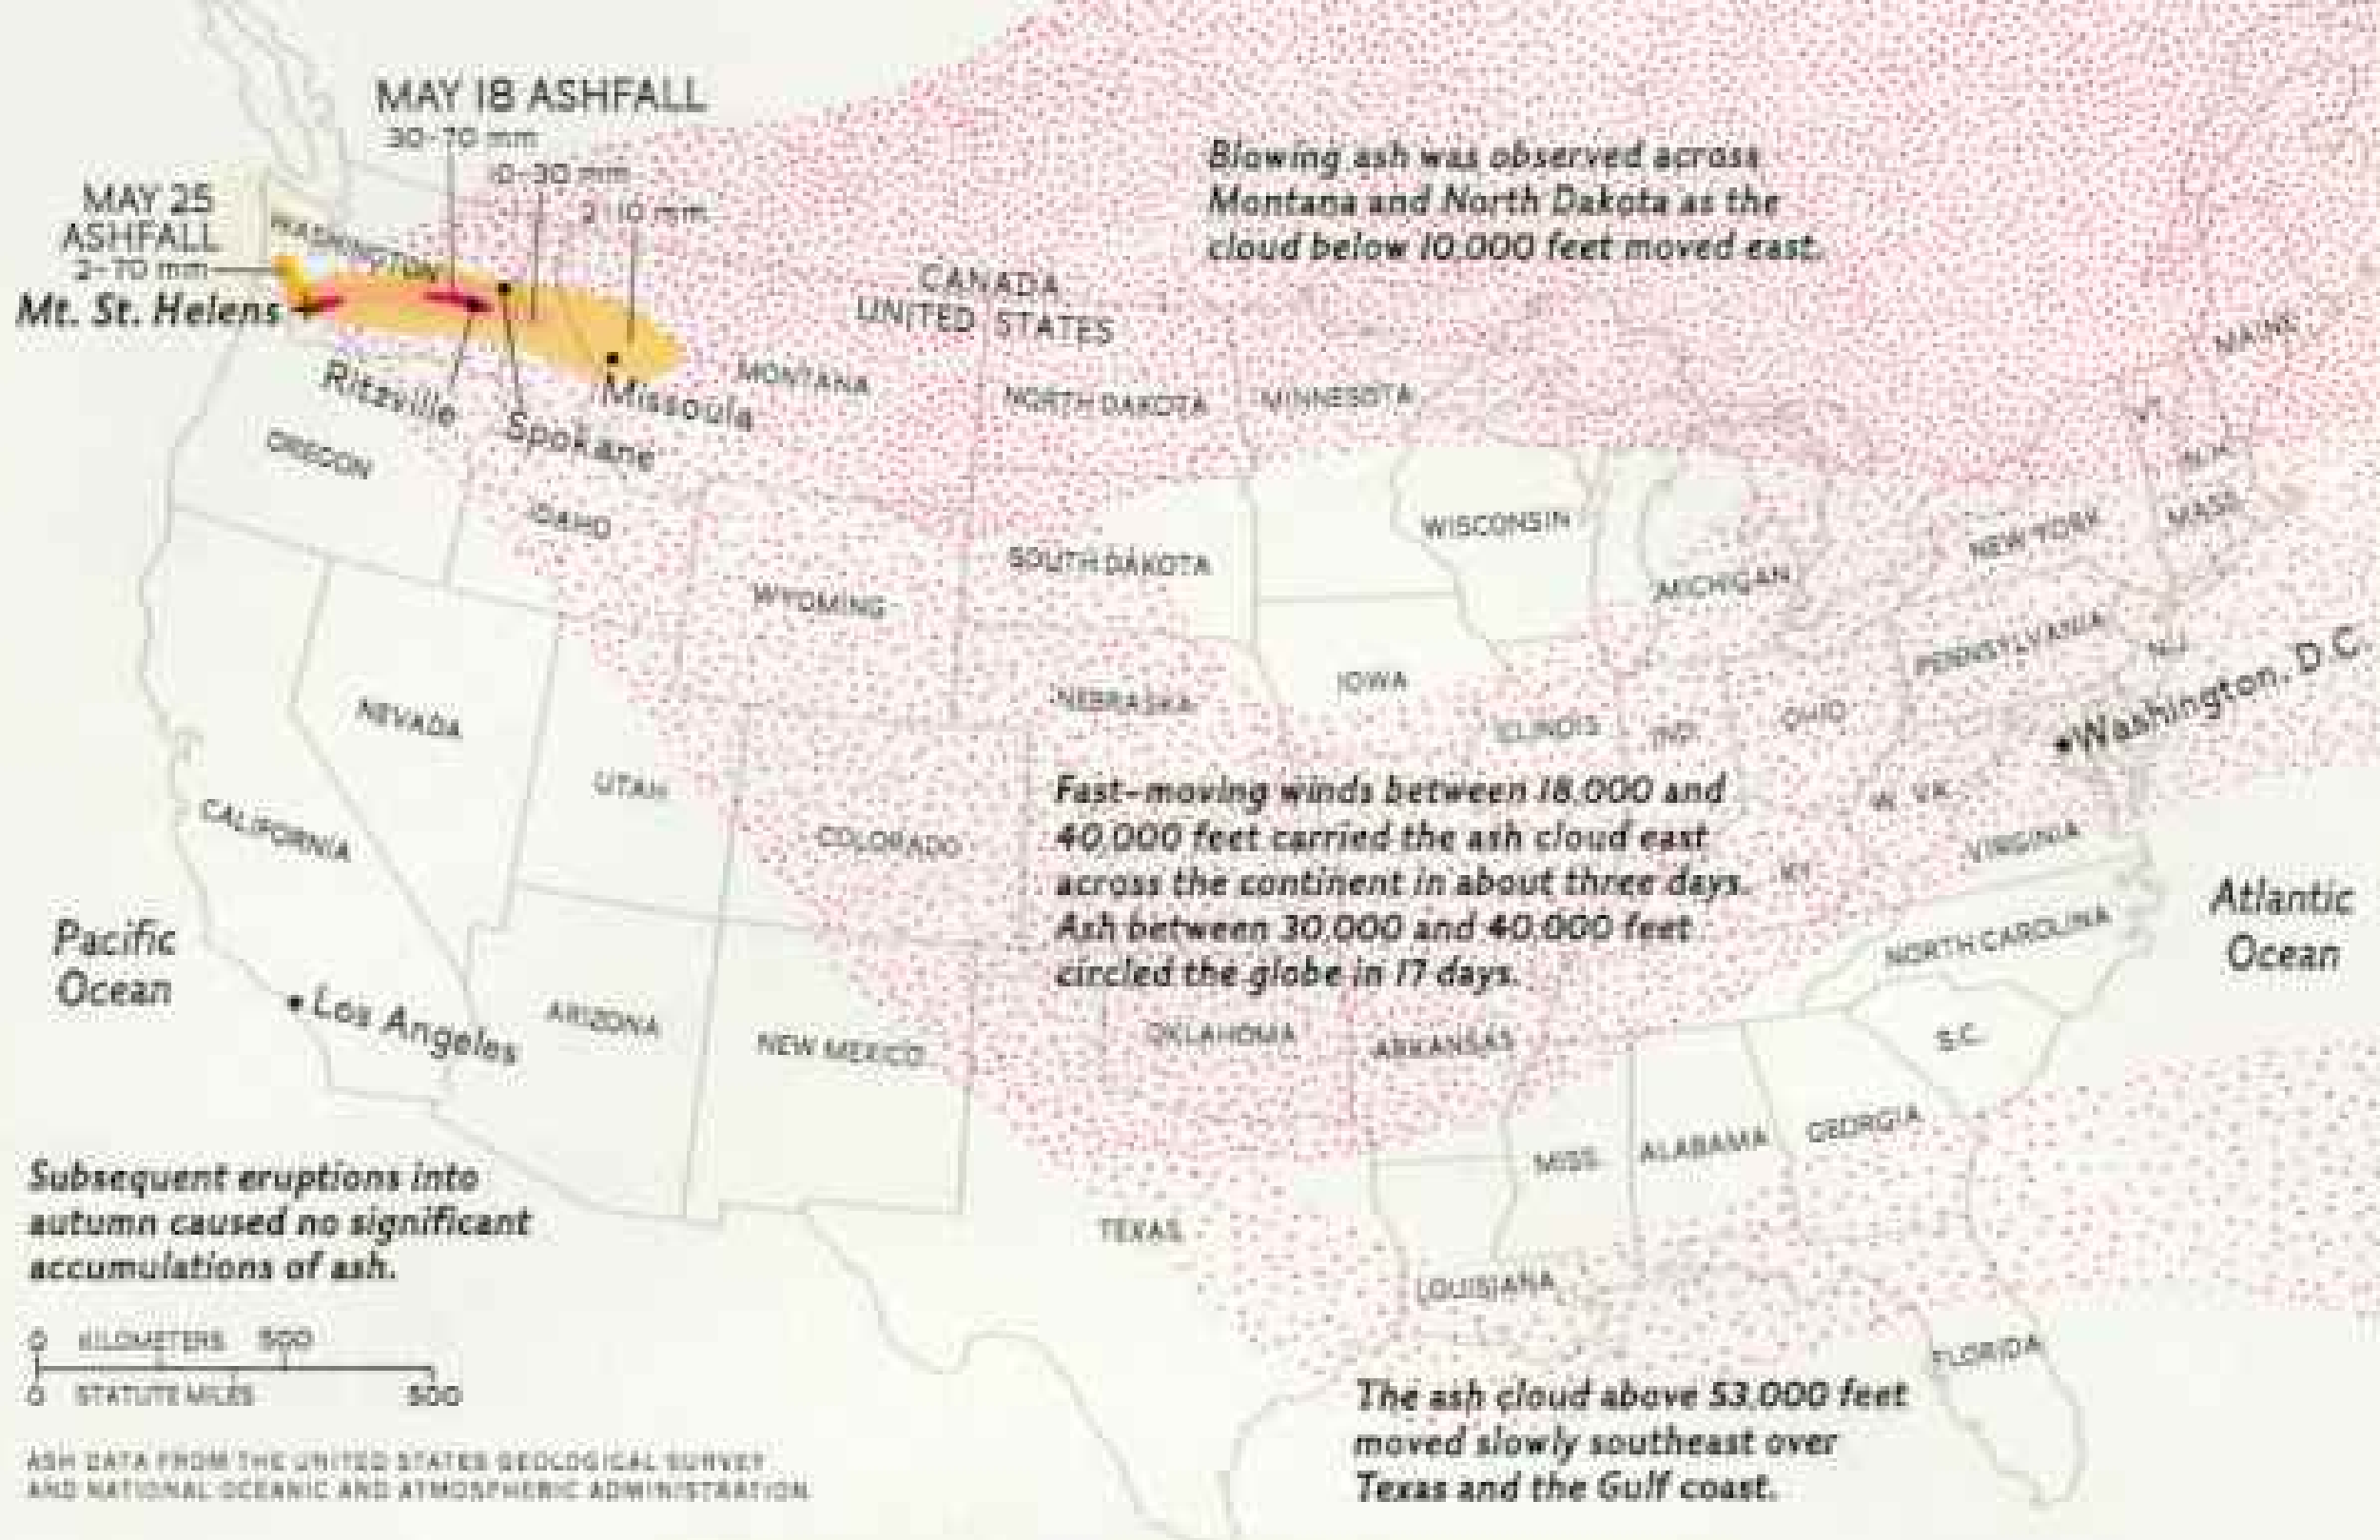 MAY 18 ASHFALL
30-70 mm
10-30 mm
2-10 mm
MAY 25
ASHFALL
2-70 mm
Mt. St. Helens
WASHINGTON
Blowing ash was observed across
Montana and North Dakota as the
cloud below 10,000 feet moved east.
CANADA
UNITED STATES
MAINE
Ritzville
Spokane
Missoula
MONTANA
NORTH DAKOTA
MINNESOTA
VT
N.H.
MASS.
OREGON
IDAHO
WYOMING
SOUTH DAKOTA
WISCONSIN
MICHIGAN
NEW YORK
PENNSYLVANIA
N.J.
Washington, D.C.
NEVADA
UTAH
NEBRASKA
IOWA
ILLINOIS
IND.
OHIO
CALIFORNIA
COLORADO
Fast-moving winds between 18,000 and
40,000 feet carried the ash cloud east
across the continent in about three days.
Ash between 30,000 and 40,000 feet
circled the globe in 17 days.
W. VA.
KY.
VIRGINIA
NORTH CAROLINA
Atlantic
Ocean
Pacific
Ocean
Los Angeles
ARIZONA
NEW MEXICO
OKLAHOMA
ARKANSAS
S.C.
MISS.
ALABAMA
GEORGIA
TEXAS
LOUISIANA
FLORIDA
Subsequent eruptions into
autumn caused no significant
accumulations of ash.
0 KILOMETERS 500
0 STATUTE MILES 500
The ash cloud above 53,000 feet
moved slowly southeast over
Texas and the Gulf coast.
ASH DATA FROM THE UNITED STATES GEOLOGICAL SURVEY
AND NATIONAL OCEANIC AND ATMOSPHERIC ADMINISTRATION